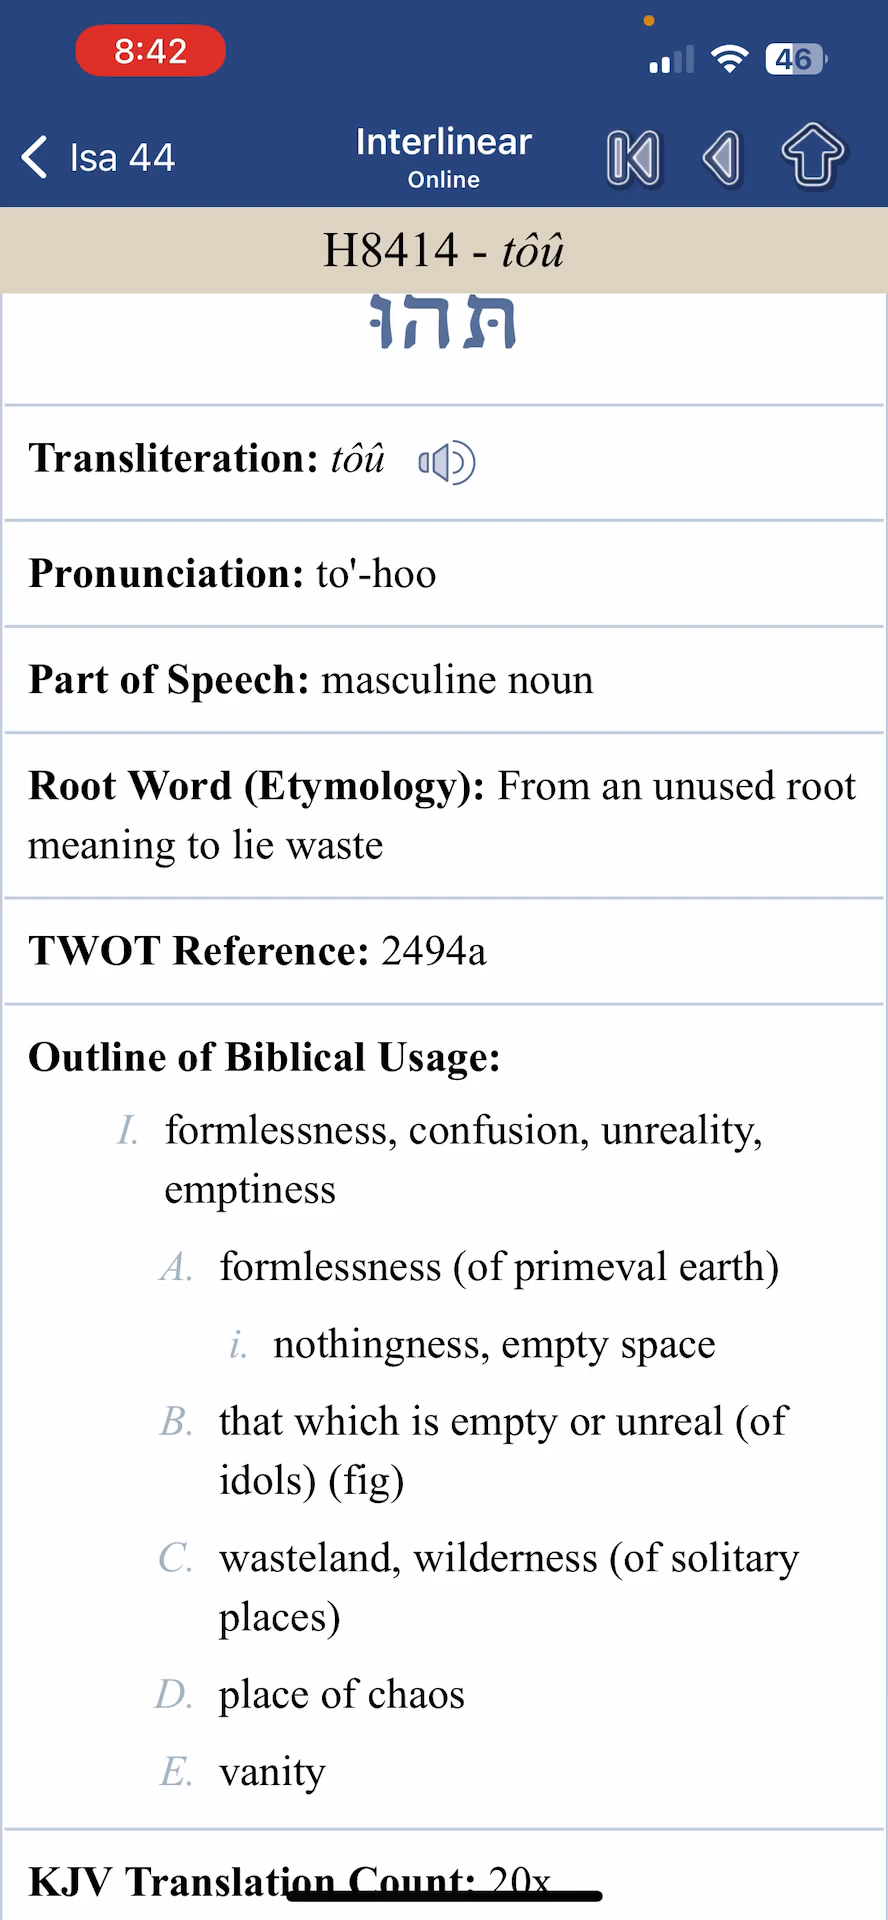 8:42
46
Isa 44
Interlinear
Online
H8414 - tôû
תֹּהוּ
Transliteration: tôû
Pronunciation: to'-hoo
Part of Speech: masculine noun
Root Word (Etymology): From an unused root
meaning to lie waste
TWOT Reference: 2494a
Outline of Biblical Usage:
I. formlessness, confusion, unreality,
emptiness
A. formlessness (of primeval earth)
i. nothingness, empty space
B. that which is empty or unreal (of
idols) (fig)
C. wasteland, wilderness (of solitary
places)
D. place of chaos
E. vanity
KJV Translation Count: 20x